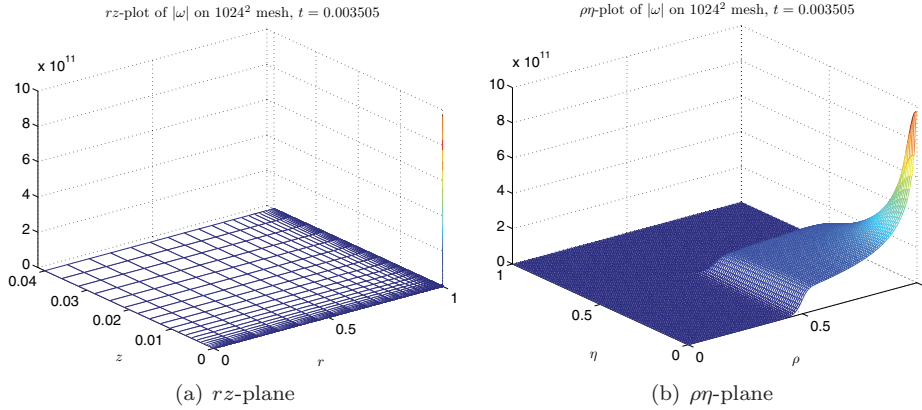 rz-plot of |ω| on 1024² mesh, t = 0.003505
x 10¹¹
10
8
6
4
2
0
0.04
0.03
0.02
0.01
0
z
0
0.5
1
r
(a) rz-plane
ρη-plot of |ω| on 1024² mesh, t = 0.003505
x 10¹¹
10
8
6
4
2
0
1
0.5
0
η
0
0.5
ρ
(b) ρη-plane